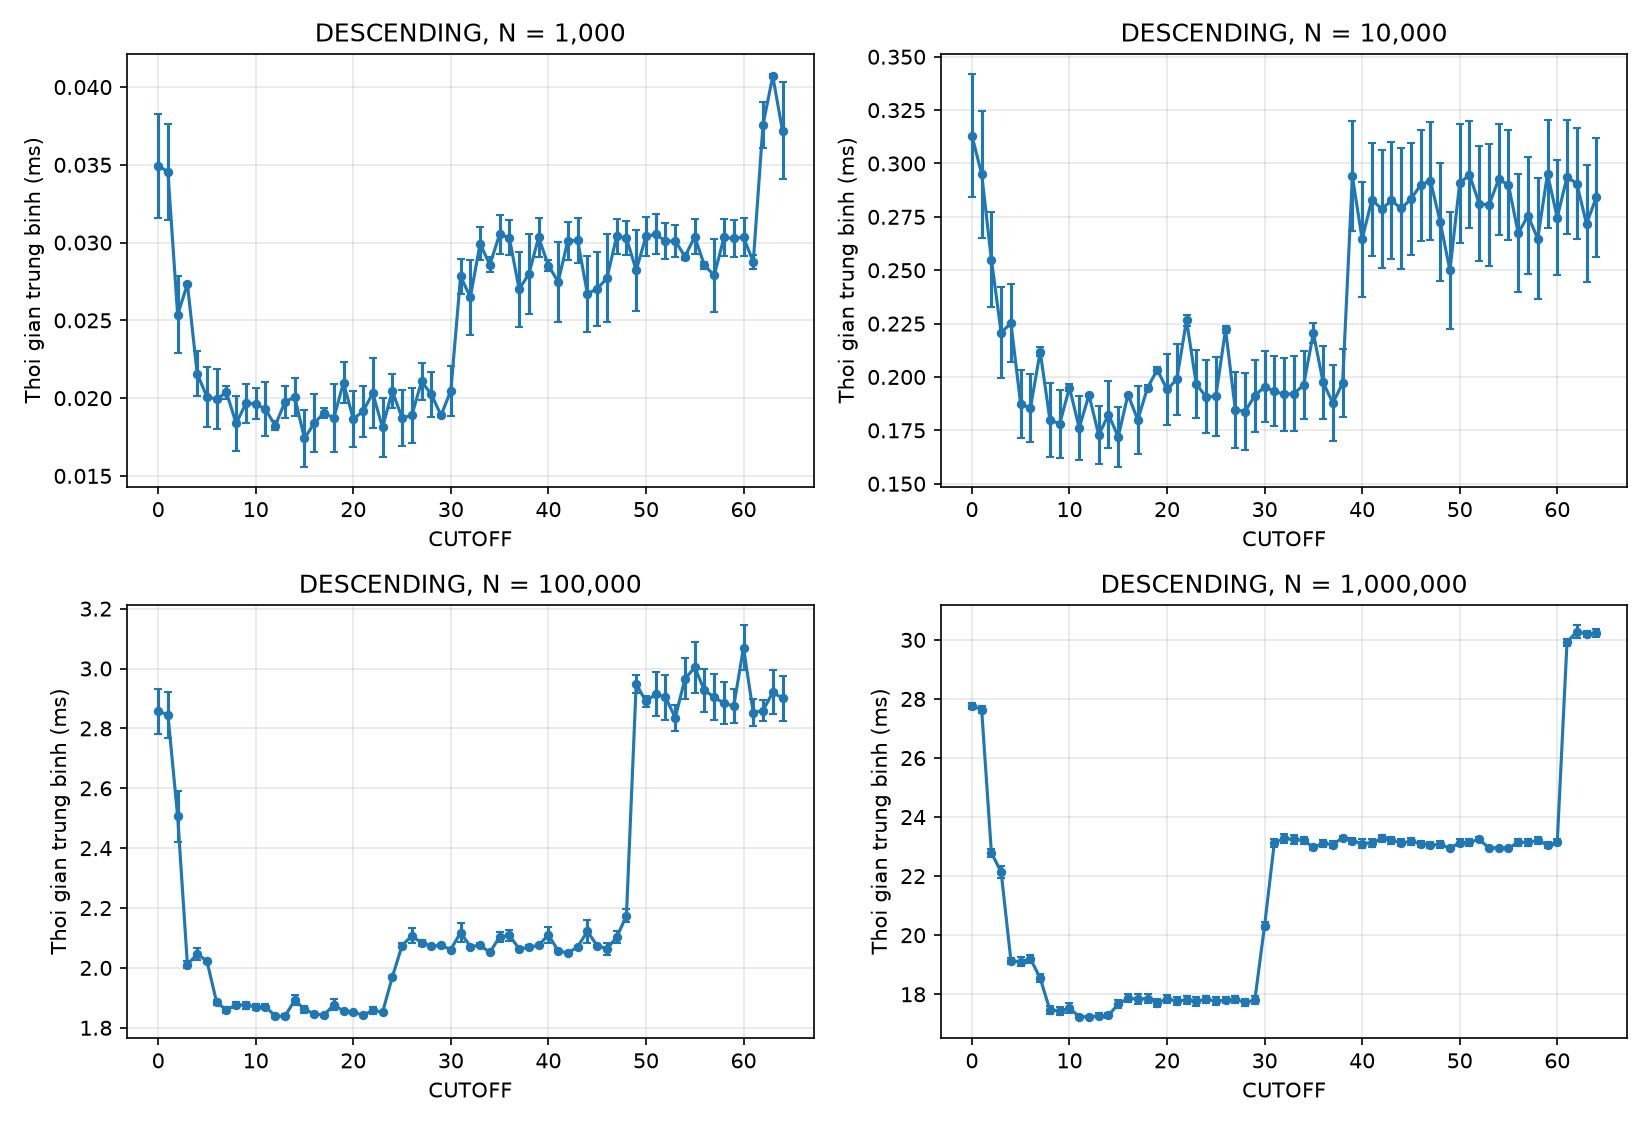 DESCENDING, N = 1,000
Thoi gian trung binh (ms)
0.040
0.035
0.030
0.025
0.020
0.015
0 10 20 30 40 50 60
CUTOFF
DESCENDING, N = 10,000
Thoi gian trung binh (ms)
0.350
0.325
0.300
0.275
0.250
0.225
0.200
0.175
0.150
0 10 20 30 40 50 60
CUTOFF
DESCENDING, N = 100,000
Thoi gian trung binh (ms)
3.2
3.0
2.8
2.6
2.4
2.2
2.0
1.8
0 10 20 30 40 50 60
CUTOFF
DESCENDING, N = 1,000,000
Thoi gian trung binh (ms)
30
28
26
24
22
20
18
0 10 20 30 40 50 60
CUTOFF